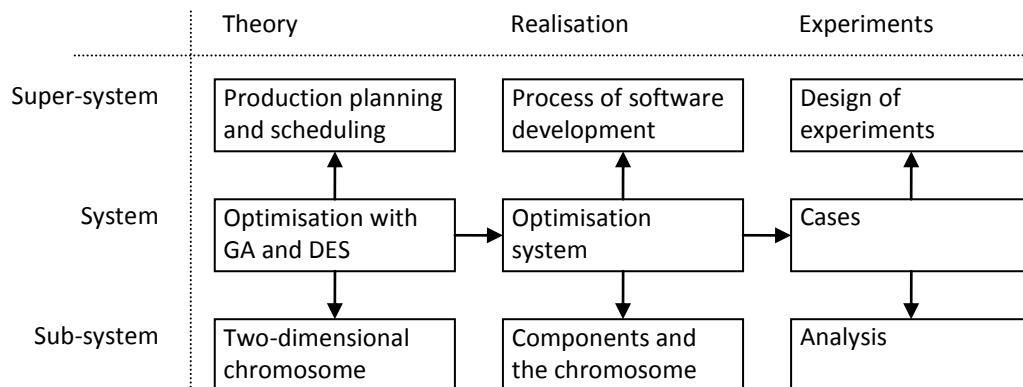 Theory
Realisation
Experiments
Super-system
Production planning
and scheduling
Process of software
development
Design of
experiments
System
Optimisation with
GA and DES
Optimisation
system
Cases
Sub-system
Two-dimensional
chromosome
Components and
the chromosome
Analysis